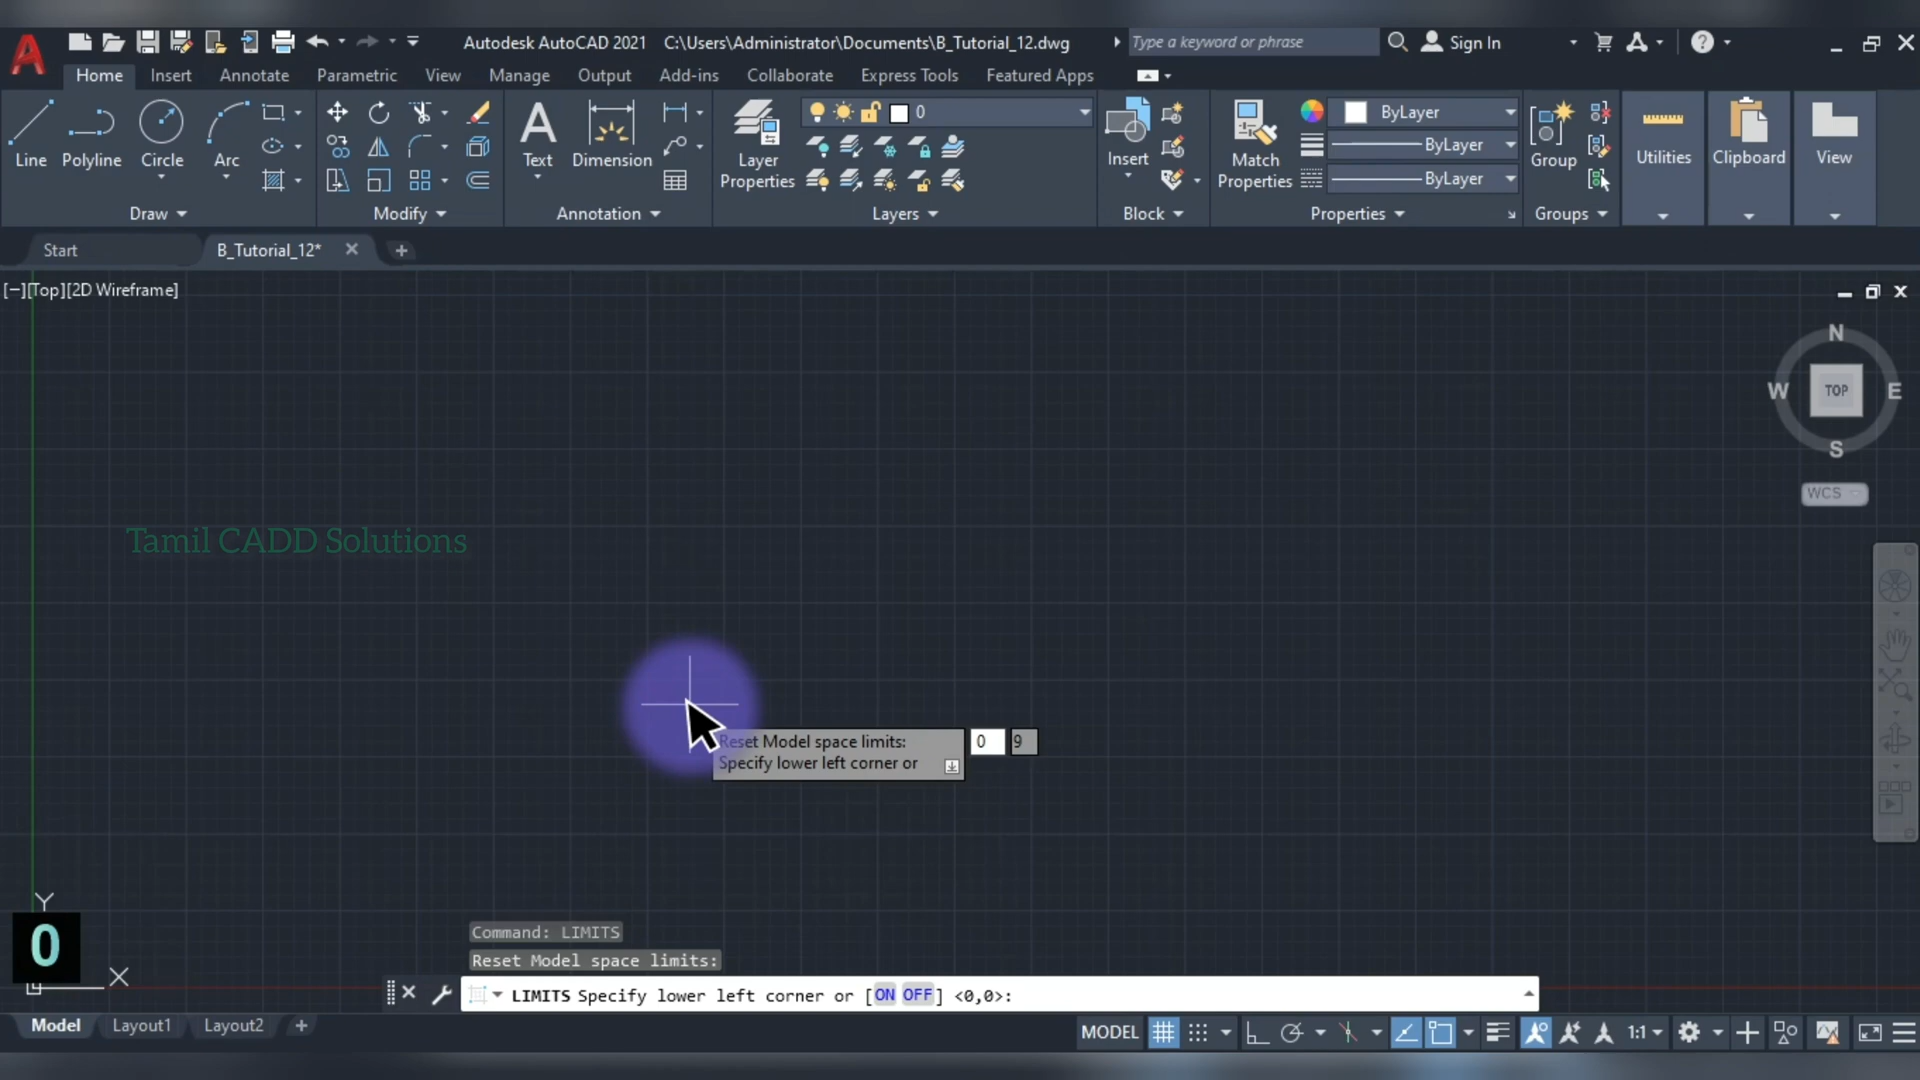 Autodesk AutoCAD 2021 C:\Users\Administrator\Documents\B_Tutorial_12.dwg Type a keyword or phrase Sign In
Home Insert Annotate Parametric View Manage Output Add-ins Collaborate Express Tools Featured Apps
0 ByLayer
ByLayer
Line Polyline Circle Arc Text Dimension Layer Properties Insert Match Properties Group Utilities Clipboard View
ByLayer
Draw Modify Annotation Layers Block Properties Groups
Start B_Tutorial_12*
[−][Top][2D Wireframe]
N
W TOP E
S
WCS
Tamil CADD Solutions
Reset Model space limits: 0 9
Specify lower left corner or
Y
0
X
Command: LIMITS
Reset Model space limits:
LIMITS Specify lower left corner or [ON OFF] <0,0>:
Model Layout1 Layout2 + MODEL 1:1